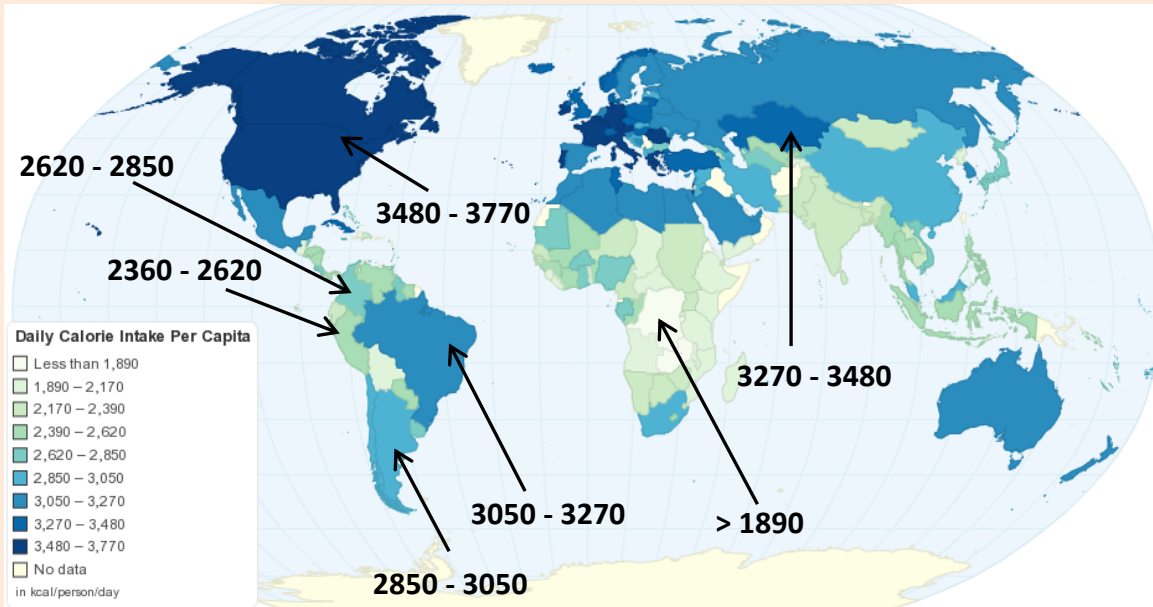 2620 - 2850
3480 - 3770
2360 - 2620
Daily Calorie Intake Per Capita
Less than 1,890
1,890 – 2,170
2,170 – 2,390
2,390 – 2,620
2,620 – 2,850
2,850 – 3,050
3,050 – 3,270
3,270 – 3,480
3,480 – 3,770
No data
in kcal/person/day
3270 - 3480
3050 - 3270
> 1890
2850 - 3050